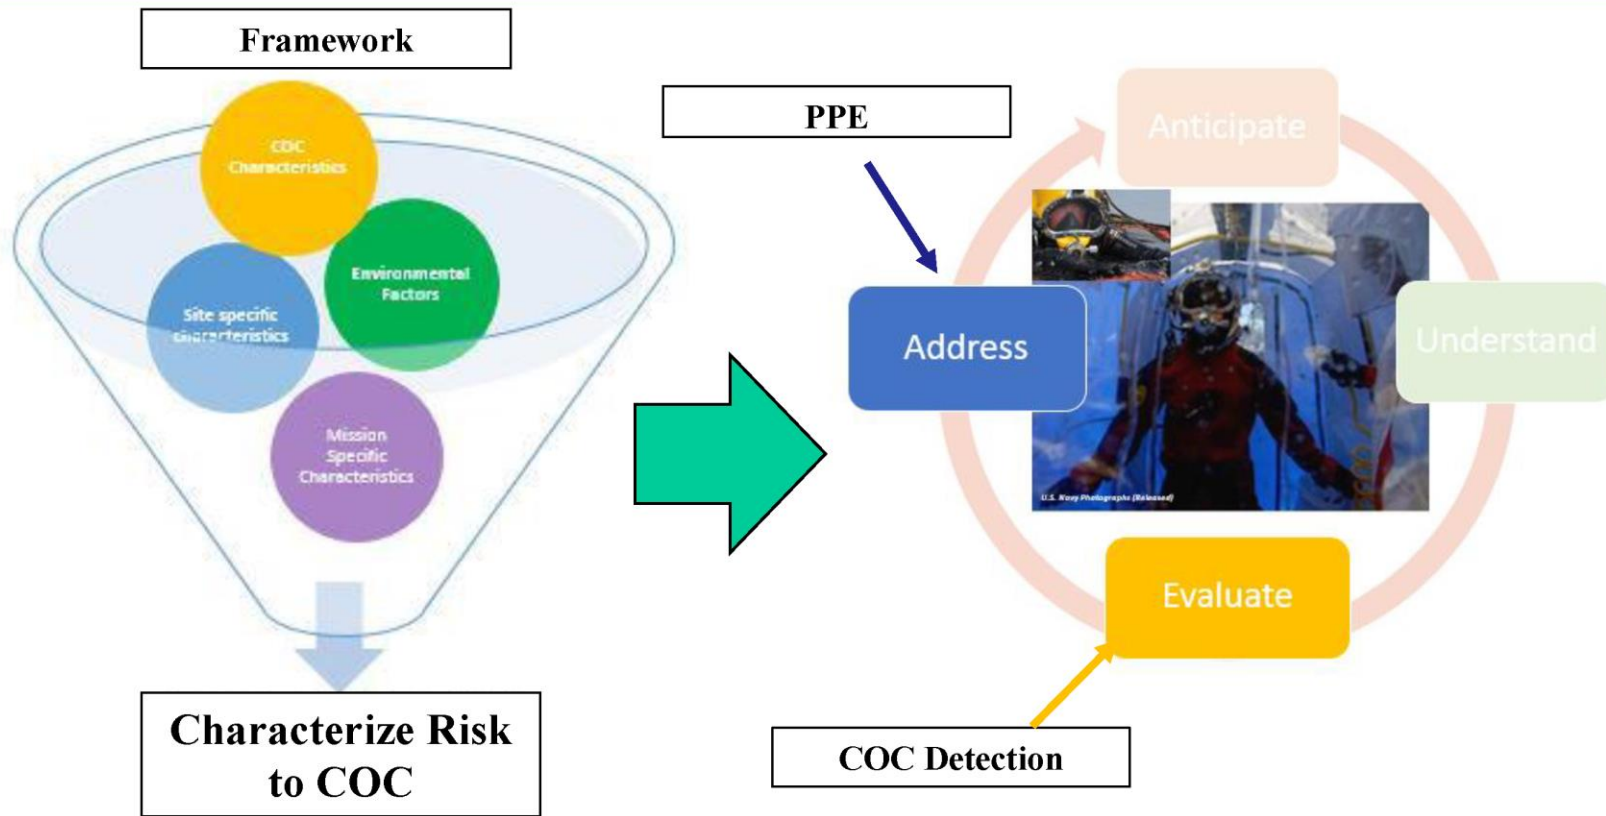 Framework
COC
Characteristics
Environmental
Factors
Site specific
characteristics
Mission
Specific
Characteristics
Characterize Risk
to COC
PPE
Anticipate
Address
Understand
U.S. Navy Photographs (Released)
Evaluate
COC Detection